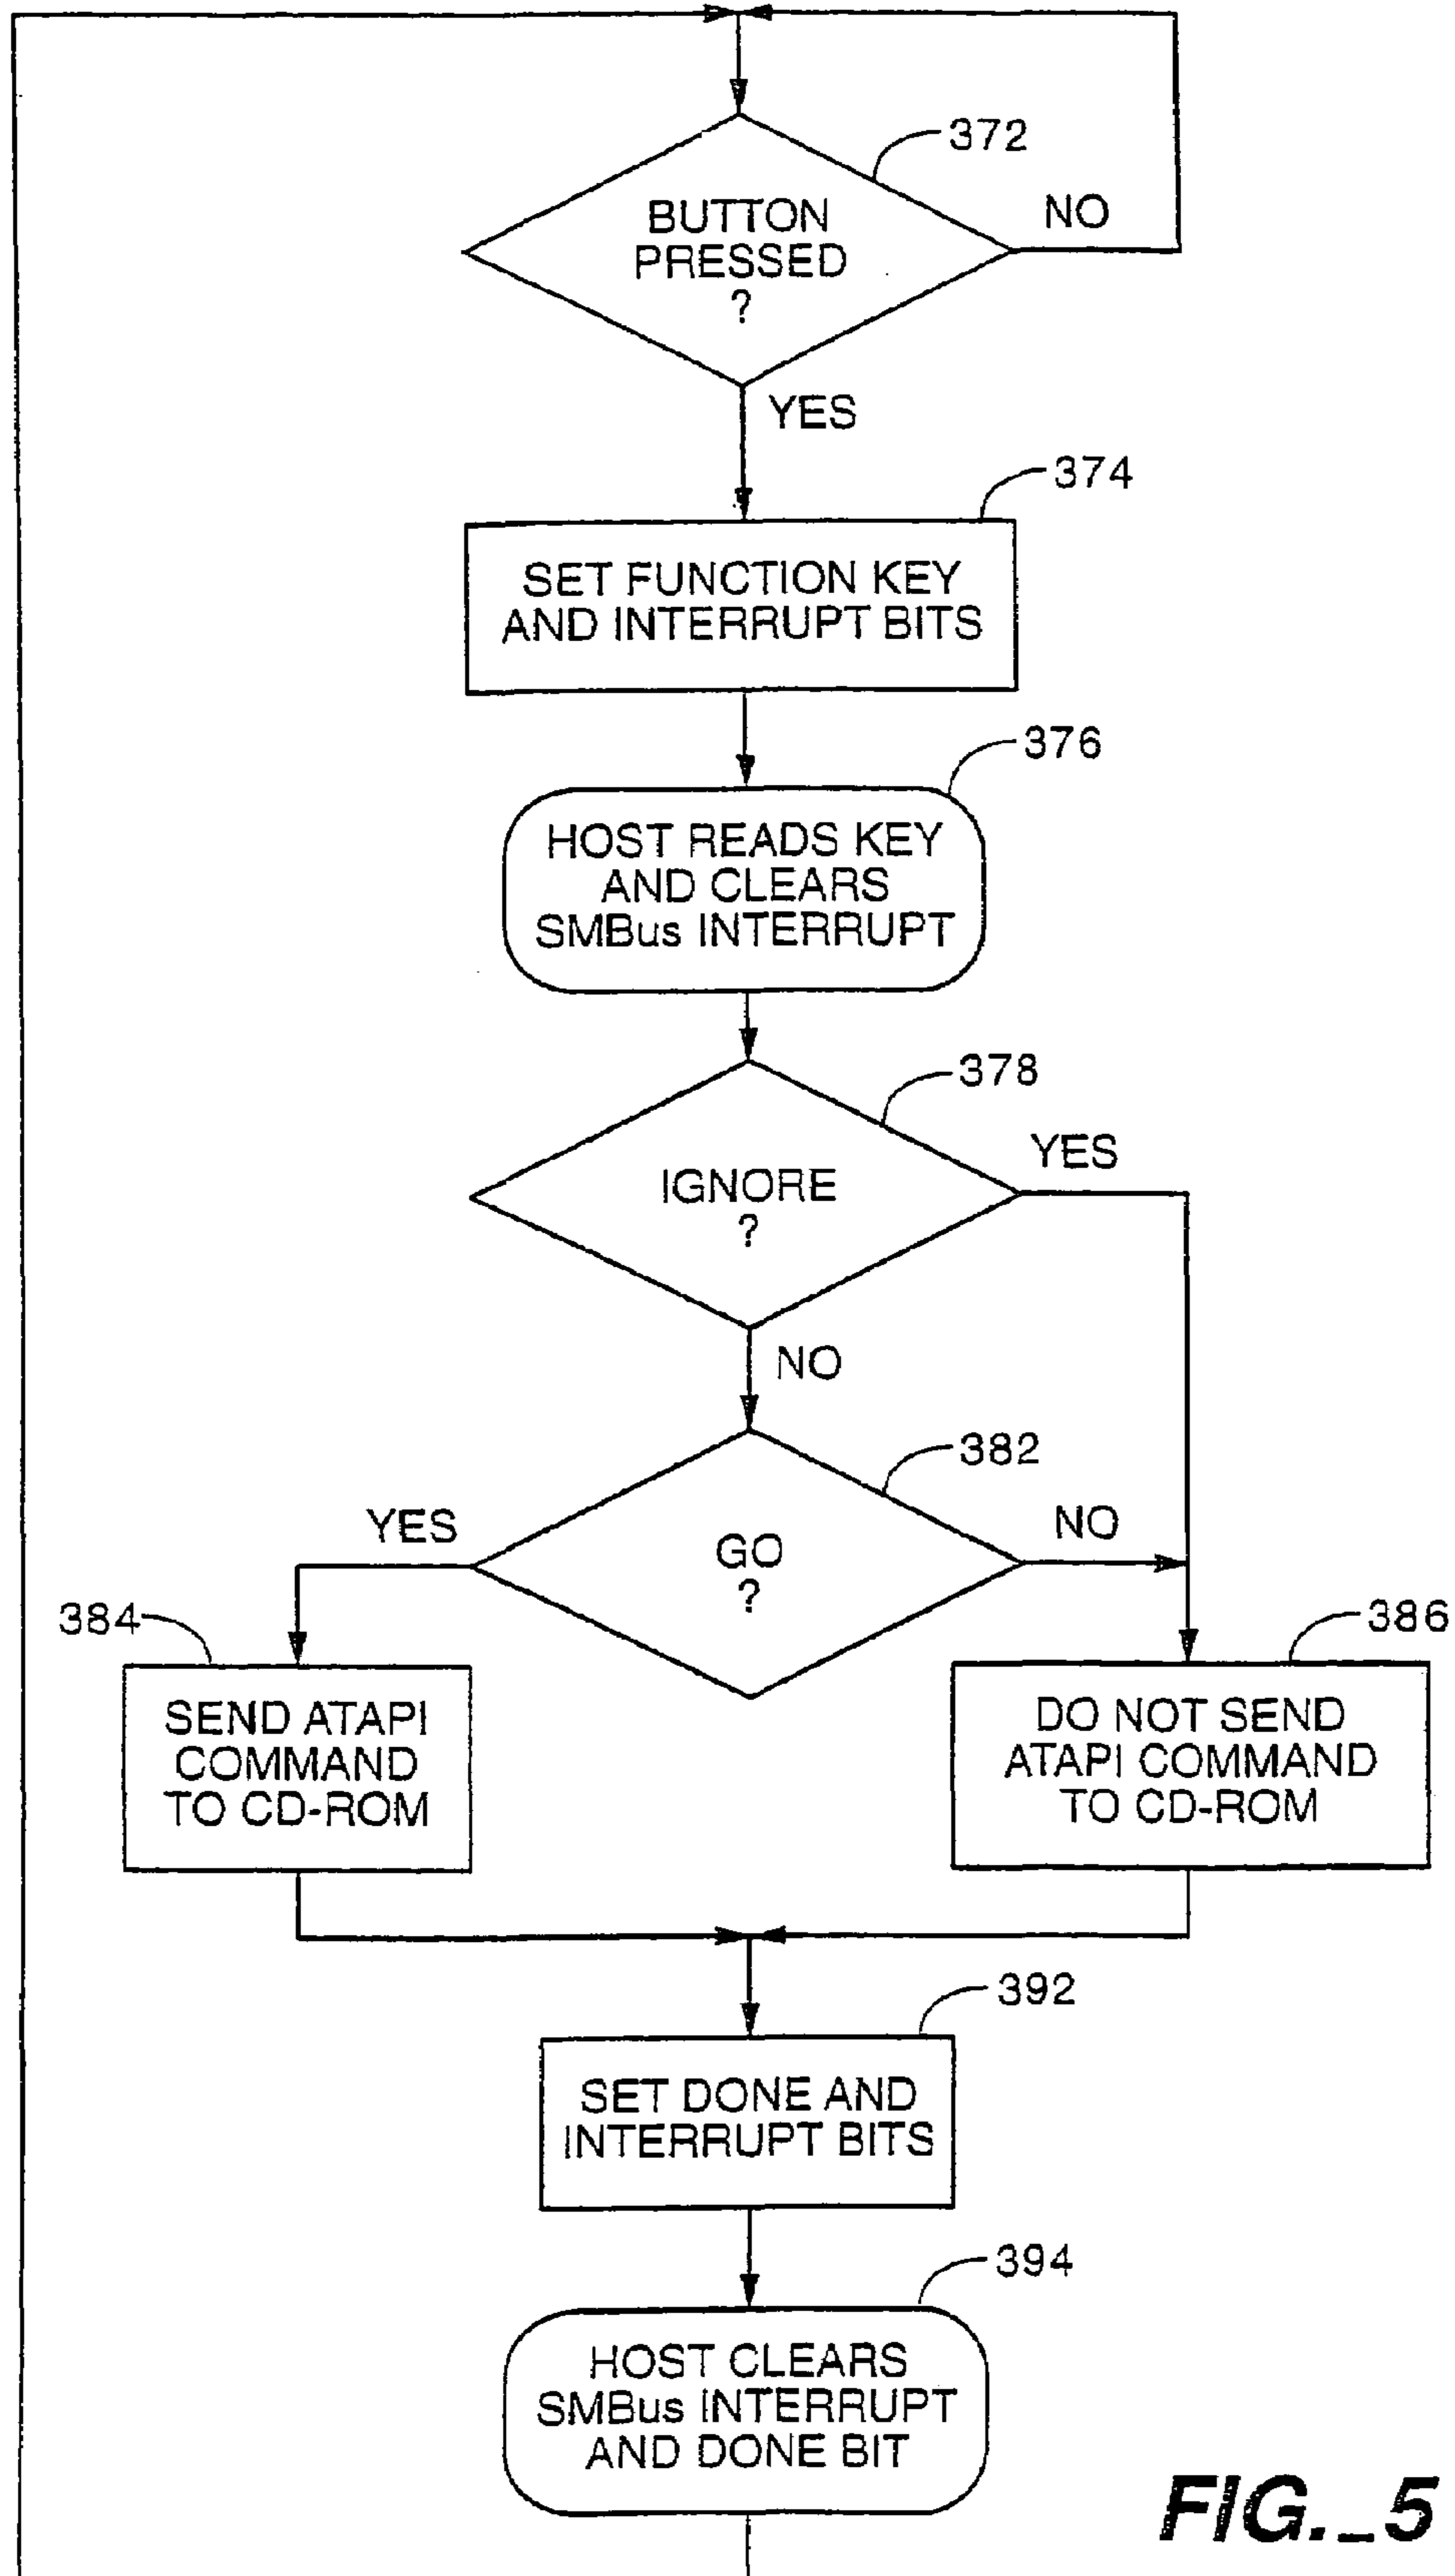 372
BUTTON
PRESSED
?
NO
YES
374
SET FUNCTION KEY
AND INTERRUPT BITS
376
HOST READS KEY
AND CLEARS
SMBus INTERRUPT
378
IGNORE
?
YES
NO
382
GO
?
YES
NO
384
SEND ATAPI
COMMAND
TO CD-ROM
386
DO NOT SEND
ATAPI COMMAND
TO CD-ROM
392
SET DONE AND
INTERRUPT BITS
394
HOST CLEARS
SMBus INTERRUPT
AND DONE BIT
FIG._5